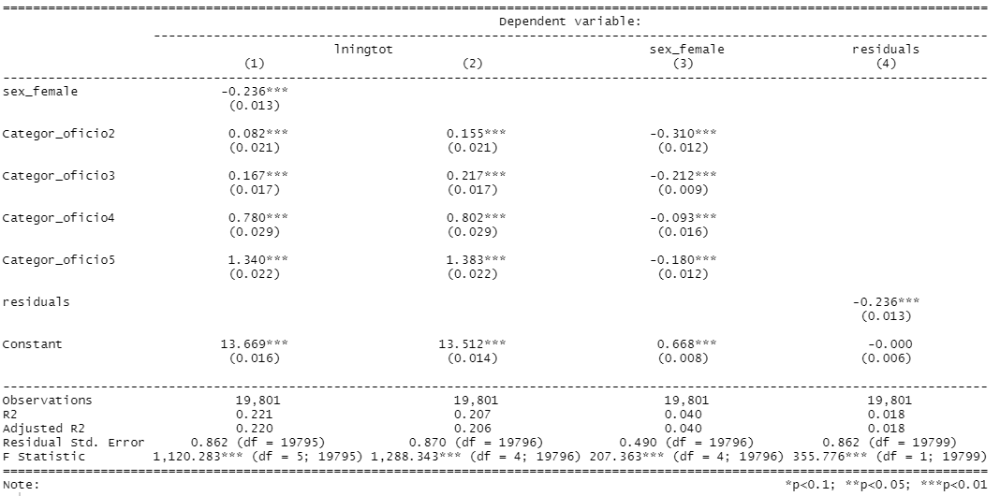 ====================================================================================================
Dependent variable:
----------------------------------------------------------------------------------------
lningtot sex_female residuals
(1) (2) (3) (4)
----------------------------------------------------------------------------------------------------
sex_female -0.236***
(0.013)
Categor_oficio2 0.082*** 0.155*** -0.310***
(0.021) (0.021) (0.012)
Categor_oficio3 0.167*** 0.217*** -0.212***
(0.017) (0.017) (0.009)
Categor_oficio4 0.780*** 0.802*** -0.093***
(0.029) (0.029) (0.016)
Categor_oficio5 1.340*** 1.383*** -0.180***
(0.022) (0.022) (0.012)
residuals -0.236***
(0.013)
Constant 13.669*** 13.512*** 0.668*** -0.000
(0.016) (0.014) (0.008) (0.006)
----------------------------------------------------------------------------------------------------
Observations 19,801 19,801 19,801 19,801
R2 0.221 0.207 0.040 0.018
Adjusted R2 0.220 0.206 0.040 0.018
Residual Std. Error 0.862 (df = 19795) 0.870 (df = 19796) 0.490 (df = 19796) 0.862 (df = 19799)
F Statistic 1,120.283*** (df = 5; 19795) 1,288.343*** (df = 4; 19796) 207.363*** (df = 4; 19796) 355.776*** (df = 1; 19799)
====================================================================================================
Note: *p<0.1; **p<0.05; ***p<0.01